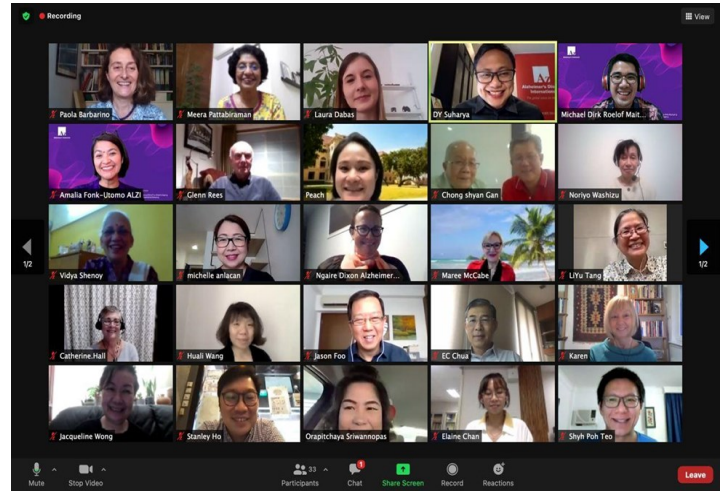 Recording
View
Paola Barbarino
Meera Pattabiraman
Laura Dabas
DY Suharya
Michael Dirk Roelof Mait...
Alzheimer's
International
Amalia Fonk-Utomo ALZI
Glenn Rees
Peach
Chong shyan Gan
Noriyo Washizu
Vidya Shenoy
michelle anlacan
Ngaire Dixon Alzheimer...
Maree McCabe
LiYu Tang
1/2
1/2
Catherine.Hall
Huali Wang
Jason Foo
EC Chua
Karen
Jacqueline Wong
Stanley Ho
Orapitchaya Sriwannopas
Elaine Chan
Shyh Poh Teo
Mute
Stop Video
33
Participants
1
Chat
Share Screen
Record
Reactions
Leave